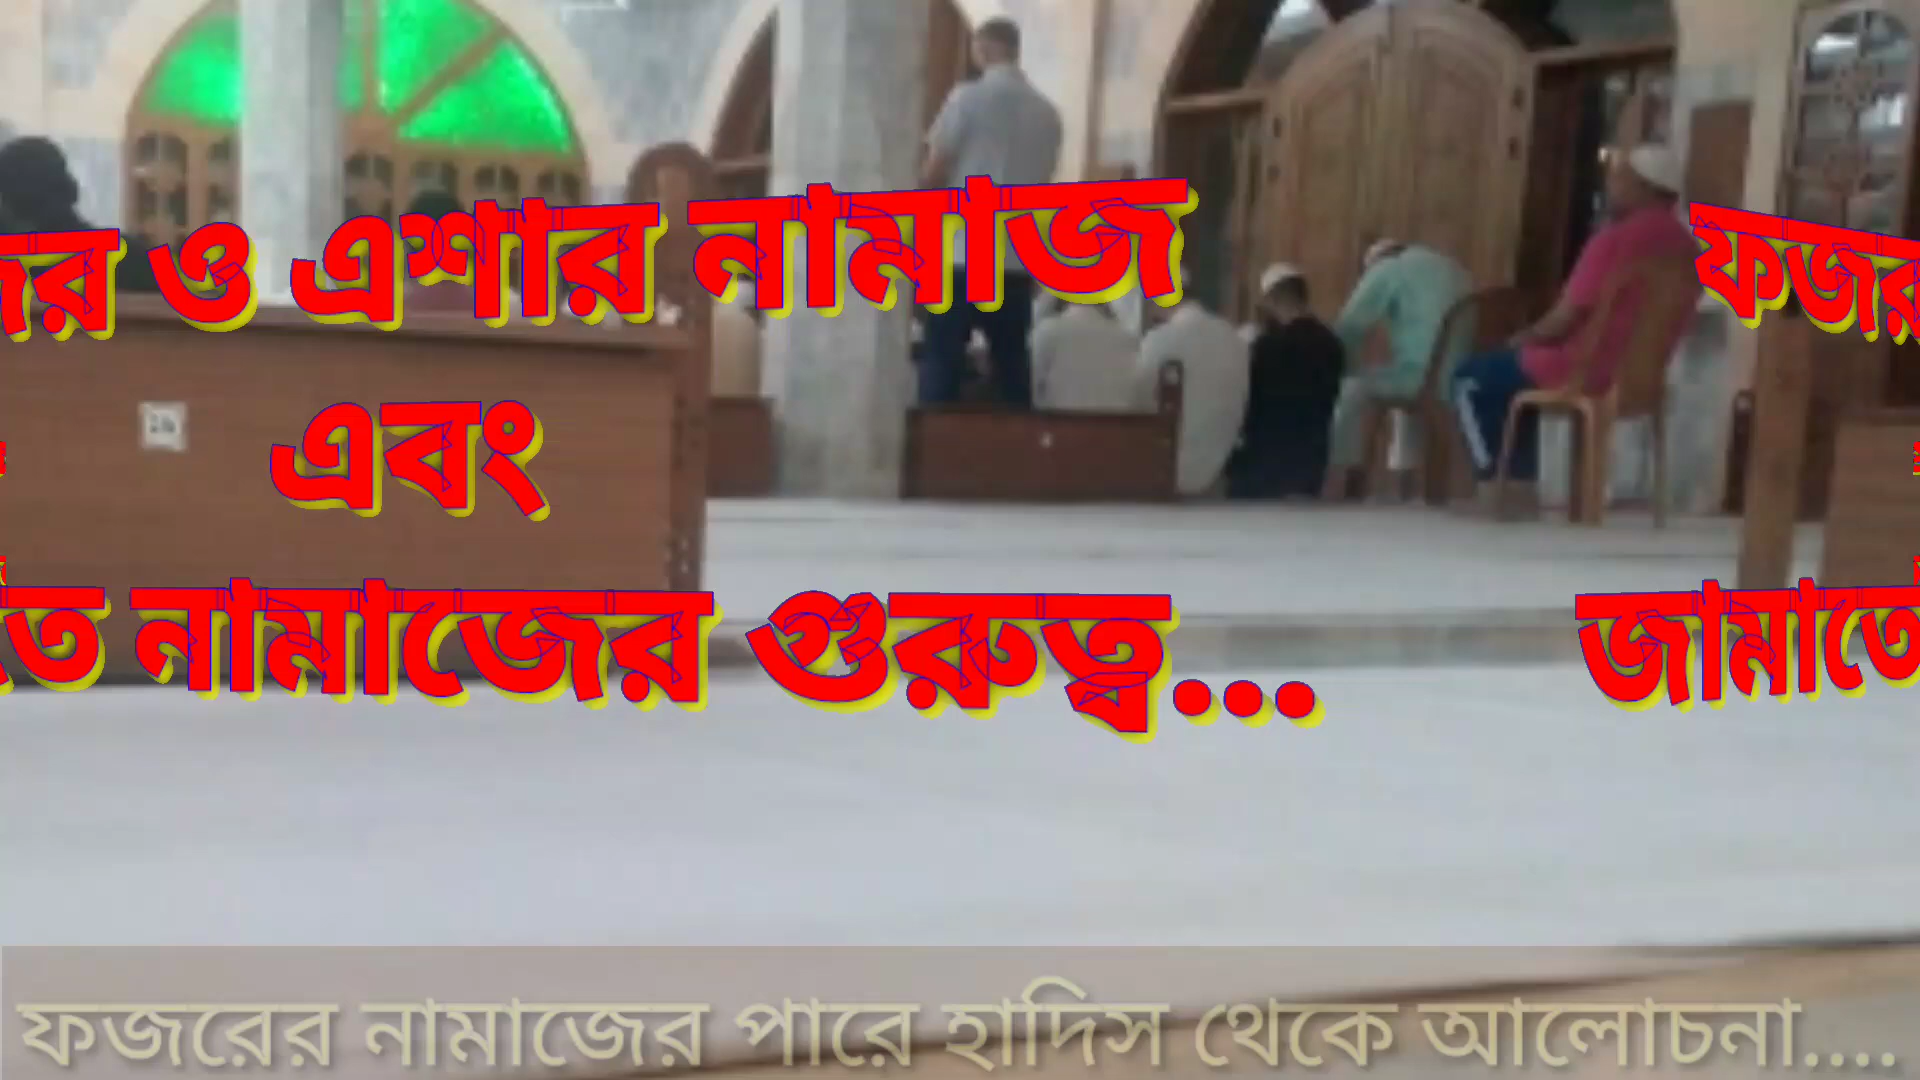 ও এশার নামাজ
ফজর
এবং
নামাজের গুরুত্ব...
জামাতে
ফজরের নামাজের পারে হাদিস থেকে আলোচনা....